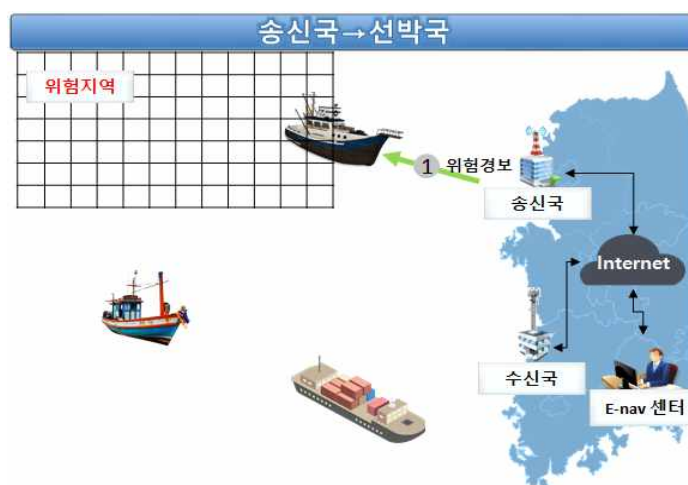 송신국→선박국
위험지역
1 위험경보
송신국
Internet
수신국
E-nav 센터